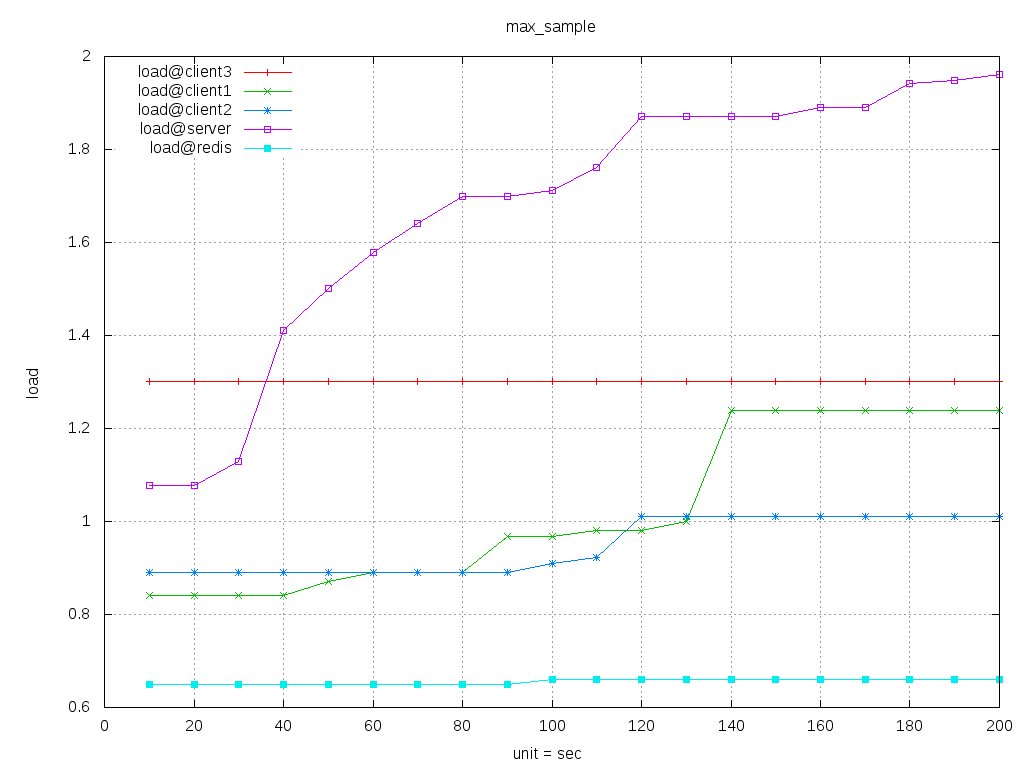 max_sample
load@client3
load@client1
load@client2
load@server
load@redis
2
1.8
1.6
1.4
1.2
1
0.8
0.6
load
0 20 40 60 80 100 120 140 160 180 200
unit = sec